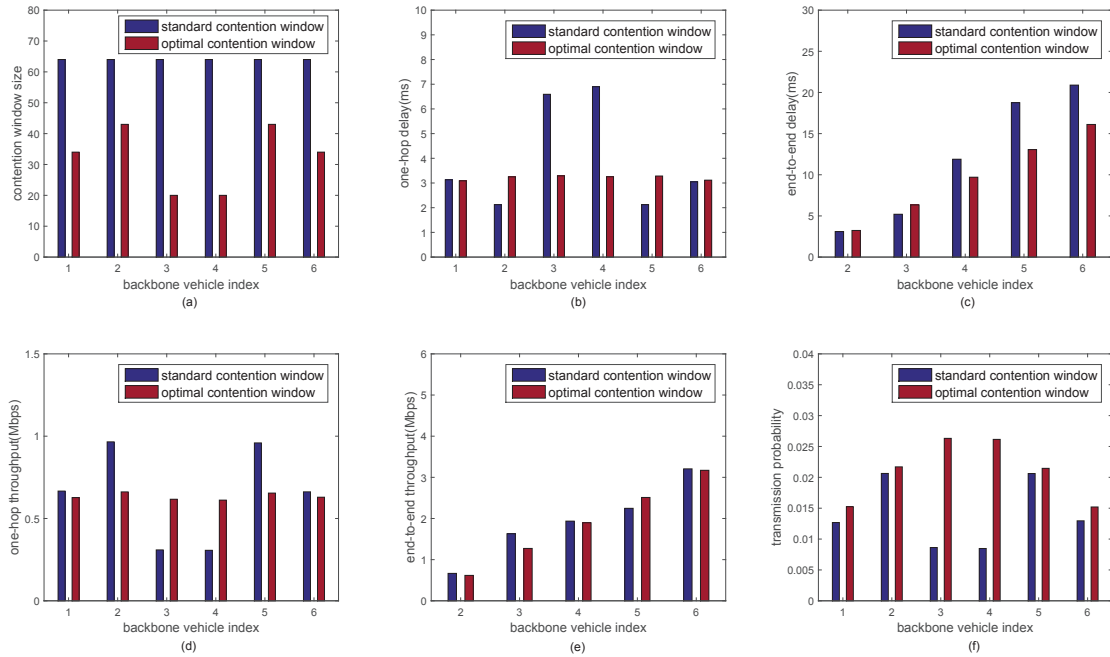 80
70
60
50
40
30
20
10
0
contention window size
standard contention window
optimal contention window
1 2 3 4 5 6
backbone vehicle index
(a)
10
9
8
7
6
5
4
3
2
1
0
one-hop delay(ms)
standard contention window
optimal contention window
1 2 3 4 5 6
backbone vehicle index
(b)
30
25
20
15
10
5
0
end-to-end delay(ms)
standard contention window
optimal contention window
2 3 4 5 6
backbone vehicle index
(c)
1.5
1
0.5
0
one-hop throughput(Mbps)
standard contention window
optimal contention window
1 2 3 4 5 6
backbone vehicle index
(d)
6
5
4
3
2
1
0
end-to-end throughput(Mbps)
standard contention window
optimal contention window
2 3 4 5 6
backbone vehicle index
(e)
0.04
0.035
0.03
0.025
0.02
0.015
0.01
0.005
0
transmission probability
standard contention window
optimal contention window
1 2 3 4 5 6
backbone vehicle index
(f)